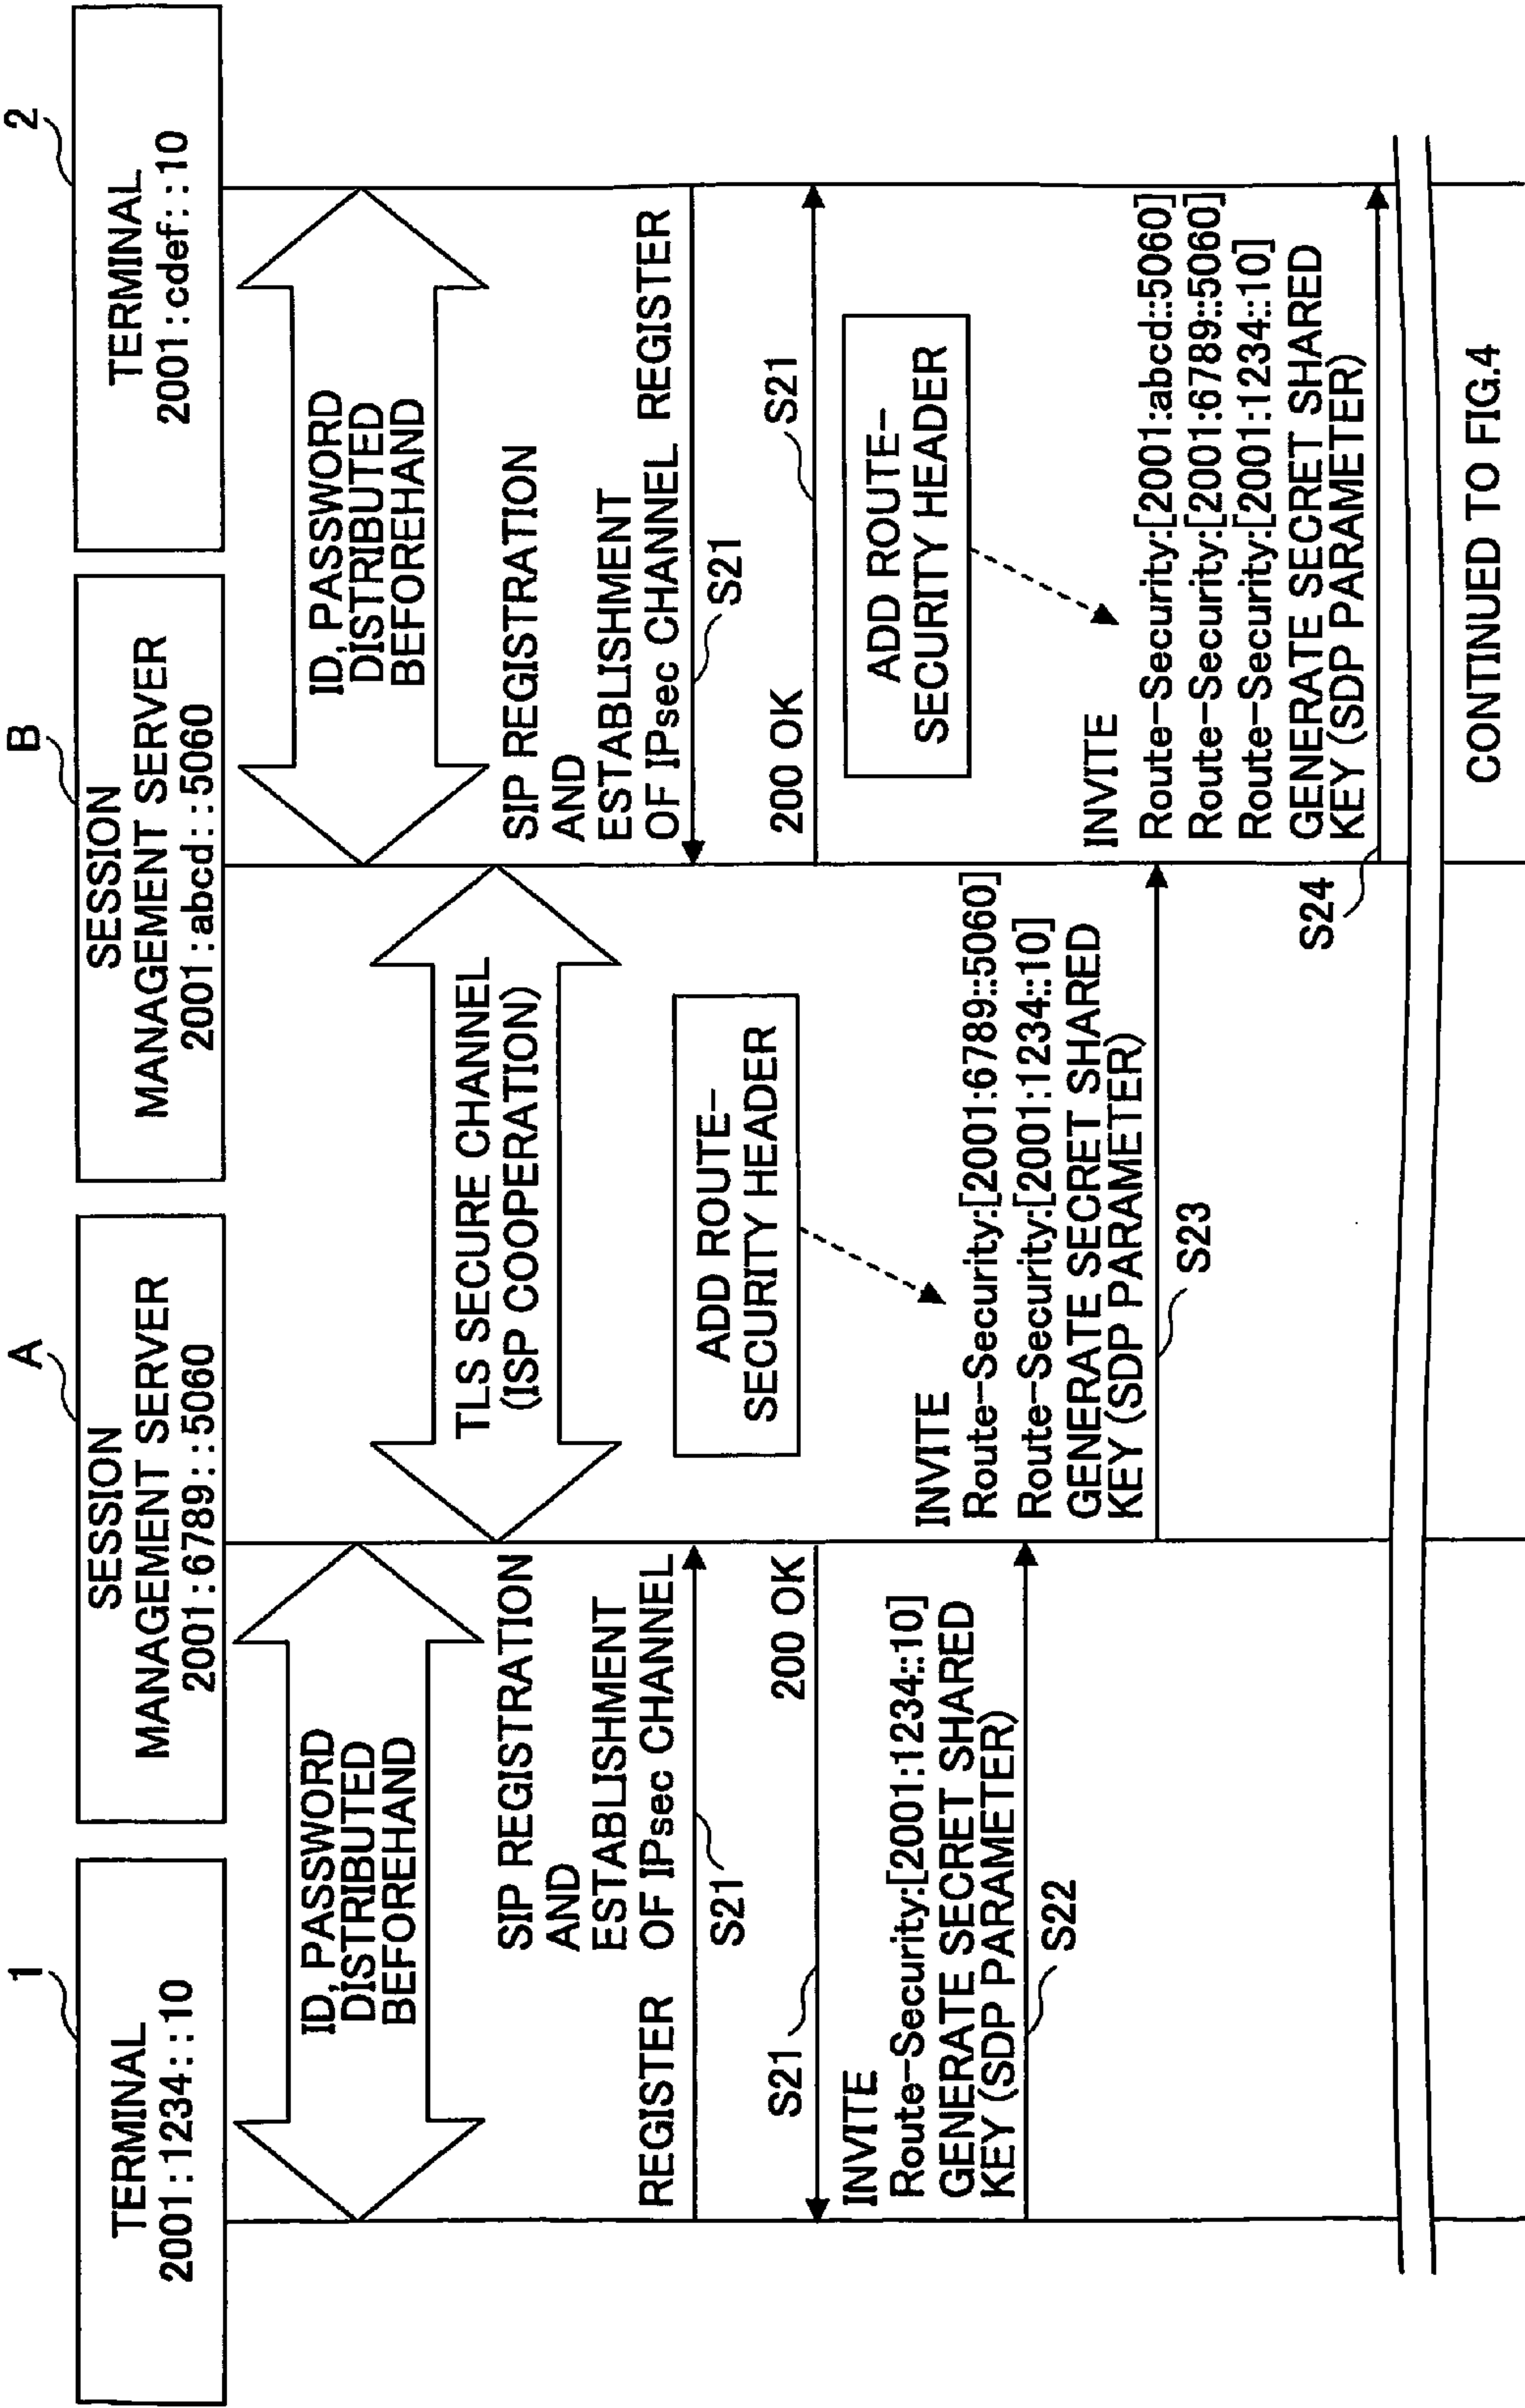 1
TERMINAL
2001:1234::10
A
SESSION
MANAGEMENT SERVER
2001:6789::5060
B
SESSION
MANAGEMENT SERVER
2001:abcd::5060
2
TERMINAL
2001:cdef::10
ID, PASSWORD
DISTRIBUTED
BEFOREHAND
TLS SECURE CHANNEL
(ISP COOPERATION)
ID, PASSWORD
DISTRIBUTED
BEFOREHAND
SIP REGISTRATION
AND
ESTABLISHMENT
REGISTER OF IPsec CHANNEL
S21
S21
200 OK
SIP REGISTRATION
AND
ESTABLISHMENT
OF IPsec CHANNEL REGISTER
S21
200 OK
S21
INVITE
Route-Security:[2001:1234::10]
GENERATE SECRET SHARED
KEY (SDP PARAMETER)
S22
ADD ROUTE-
SECURITY HEADER
INVITE
Route-Security:[2001:6789::5060]
Route-Security:[2001:1234::10]
GENERATE SECRET SHARED
KEY (SDP PARAMETER)
S23
ADD ROUTE-
SECURITY HEADER
INVITE
Route-Security:[2001:abcd::5060]
Route-Security:[2001:6789::5060]
Route-Security:[2001:1234::10]
GENERATE SECRET SHARED
KEY (SDP PARAMETER)
S24
CONTINUED TO FIG.4